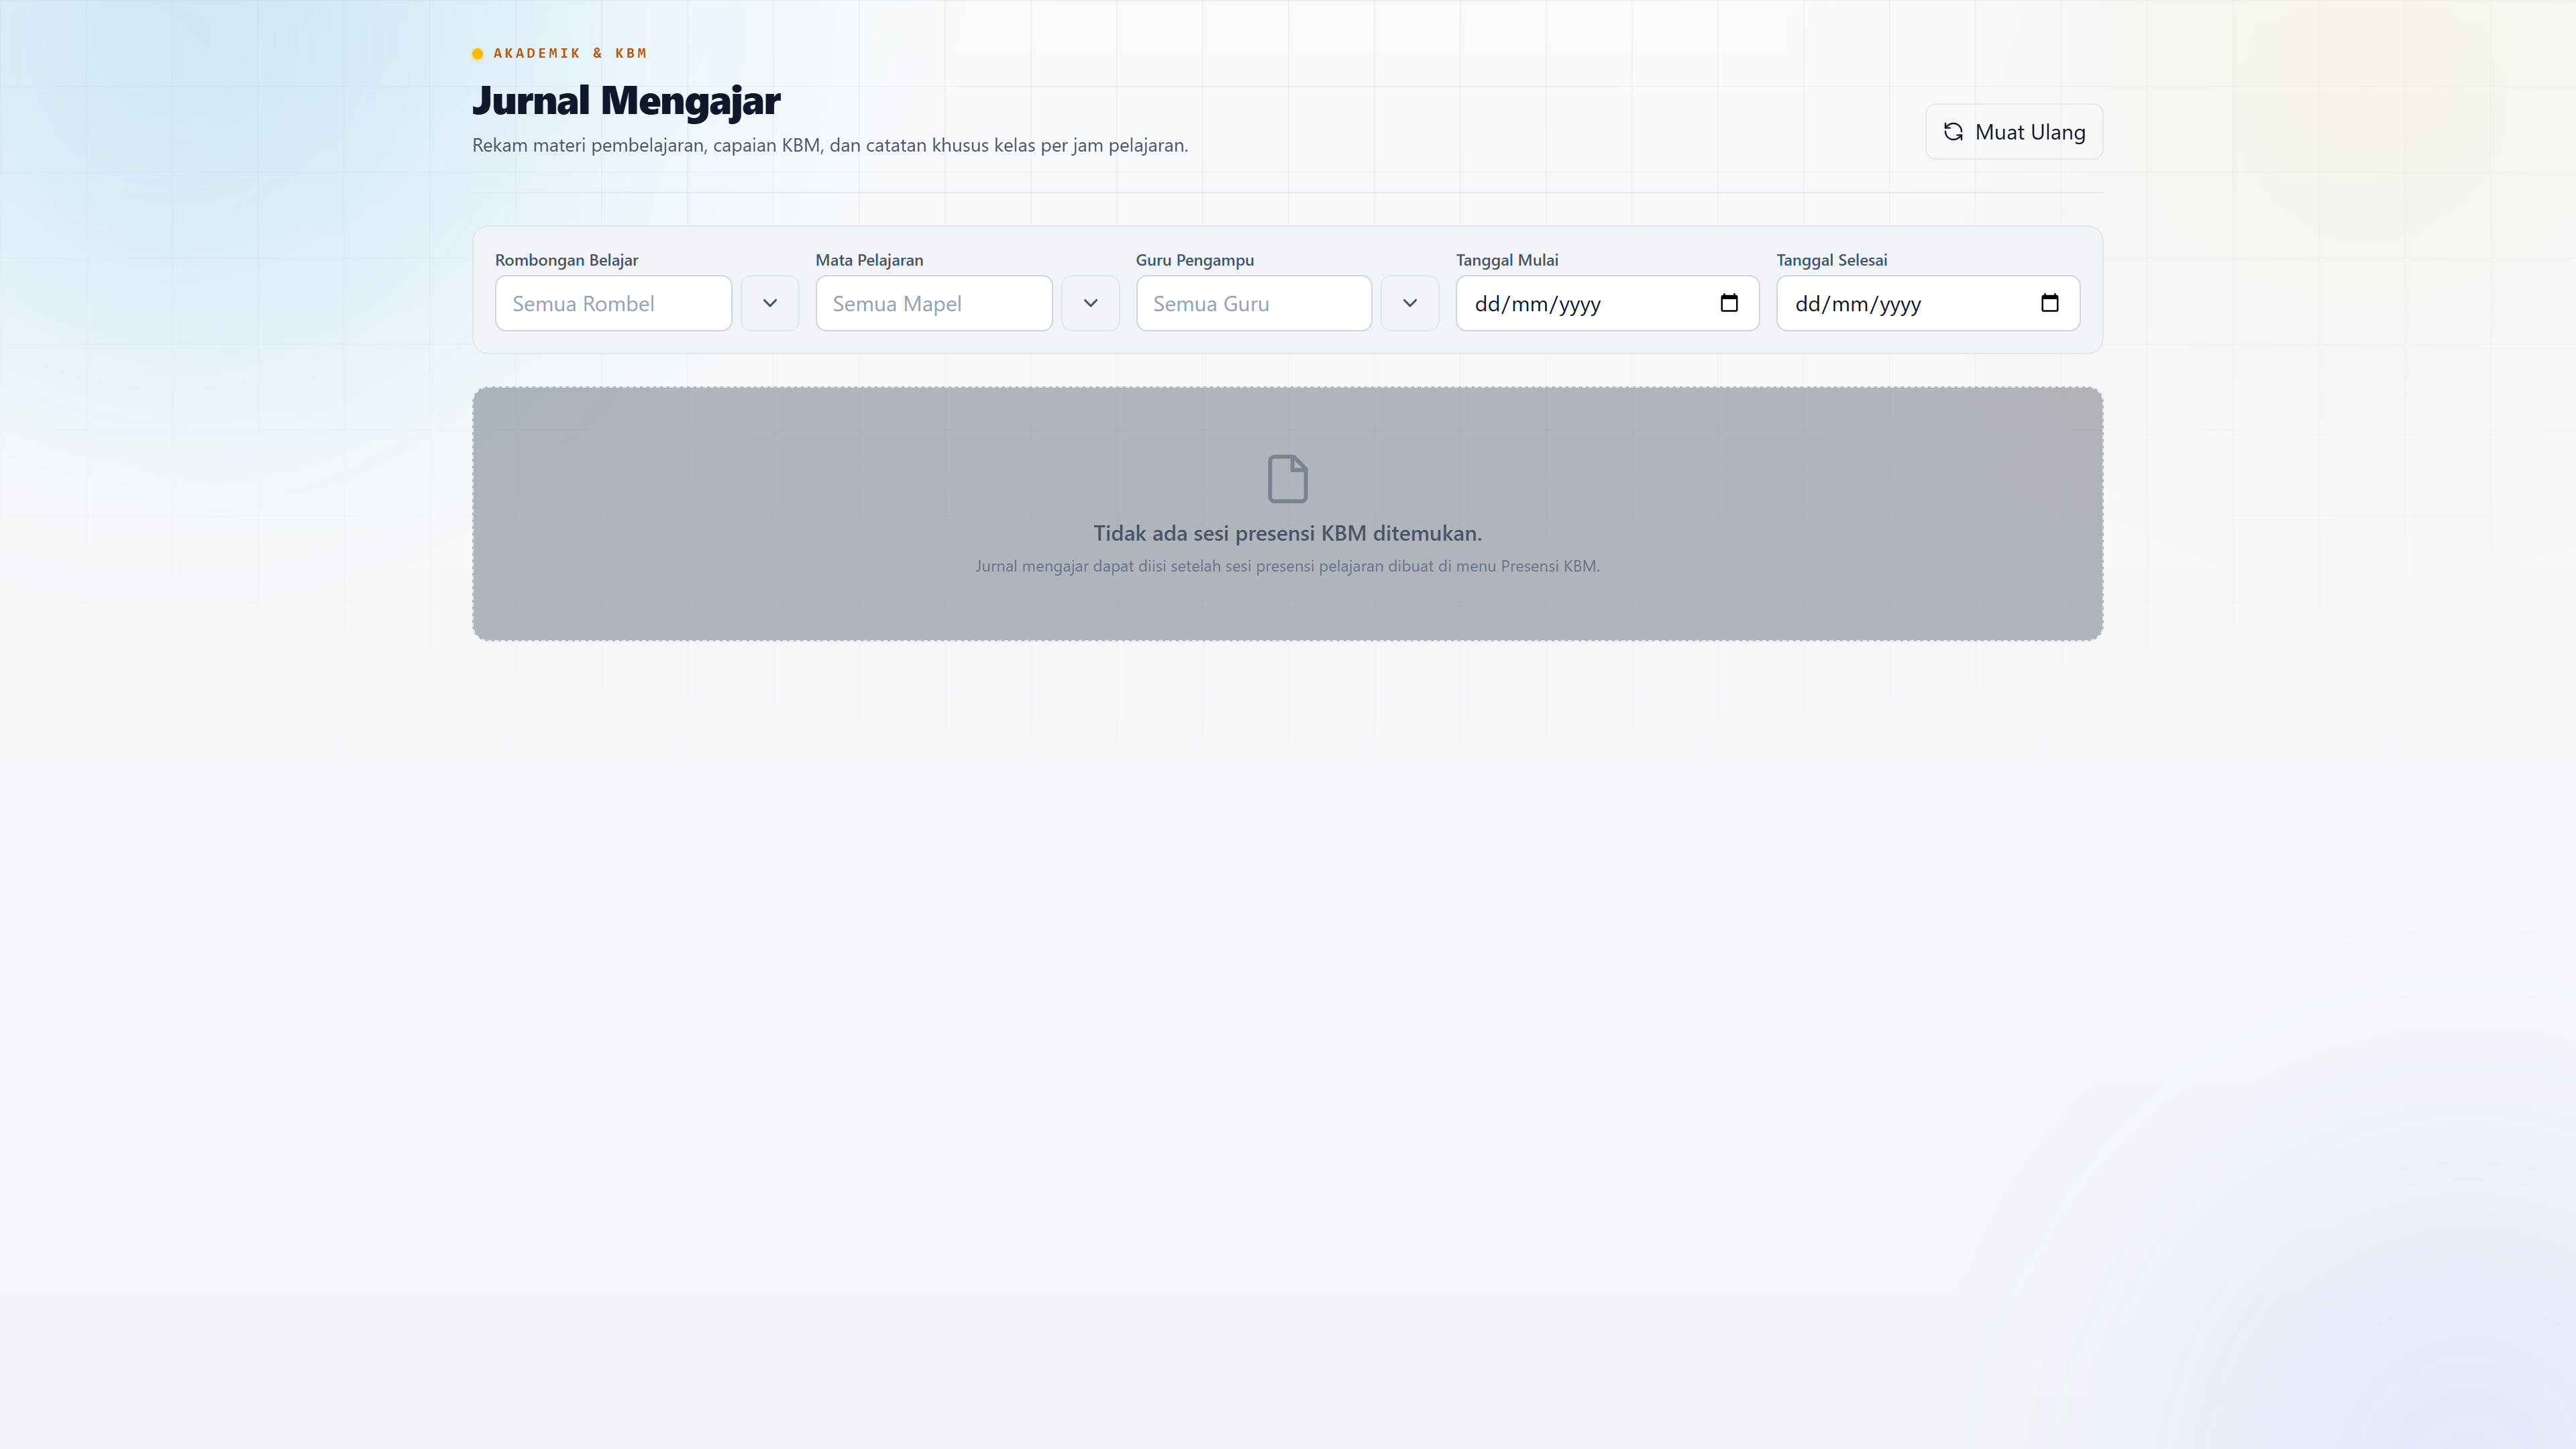 AKADEMIK & KBM
Jurnal Mengajar
Rekam materi pembelajaran, capaian KBM, dan catatan khusus kelas per jam pelajaran.
Muat Ulang
Rombongan Belajar
Semua Rombel
Mata Pelajaran
Semua Mapel
Guru Pengampu
Semua Guru
Tanggal Mulai
dd/mm/yyyy
Tanggal Selesai
dd/mm/yyyy
Tidak ada sesi presensi KBM ditemukan.
Jurnal mengajar dapat diisi setelah sesi presensi pelajaran dibuat di menu Presensi KBM.